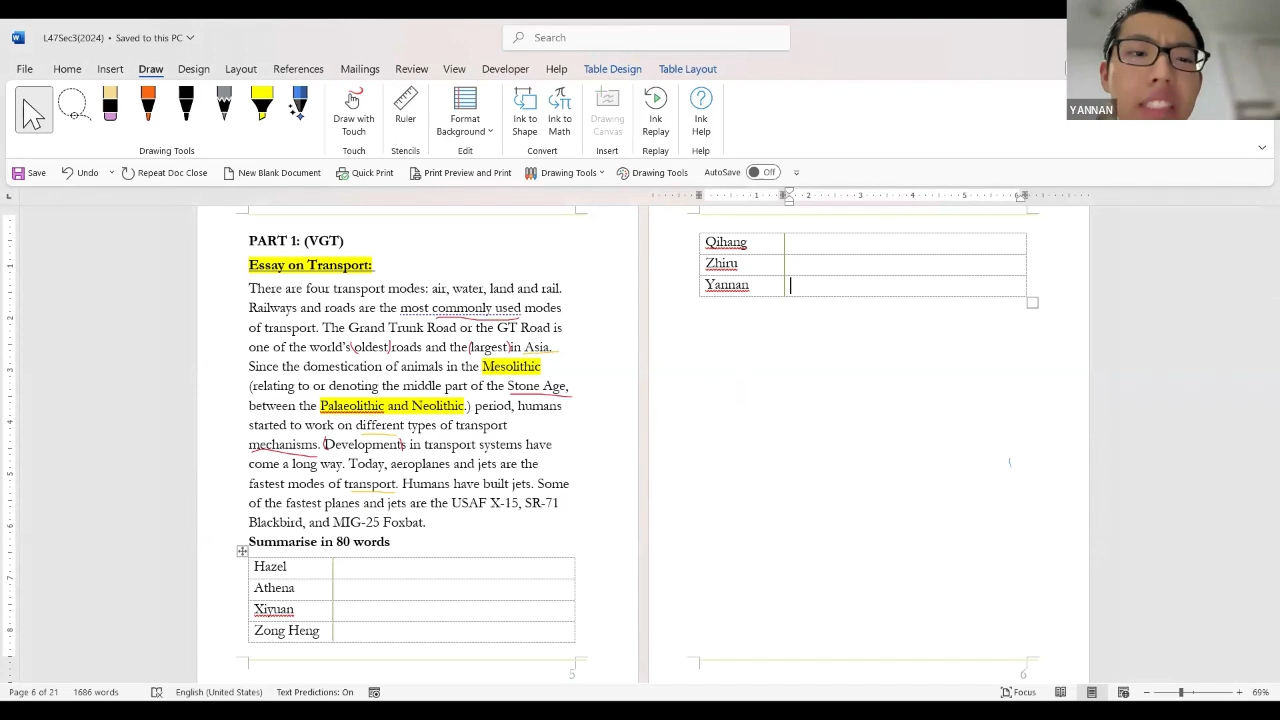 L47Sec3(2024) • Saved to this PC
Search
YANNAN
File Home Insert Draw Design Layout References Mailings Review View Developer Help Table Design Table Layout
Draw with Touch
Ruler
Format Background
Ink to Shape
Ink to Math
Drawing Canvas
Ink Replay
Ink Help
Drawing Tools Touch Stencils Edit Convert Insert Replay Help
Save Undo Repeat Doc Close New Blank Document Quick Print Print Preview and Print Drawing Tools Drawing Tools AutoSave Off
1 2 3 4 5 6
PART 1: (VGT)
Essay on Transport:
There are four transport modes: air, water, land and rail.
Railways and roads are the most commonly used modes
of transport. The Grand Trunk Road or the GT Road is
one of the world's oldest roads and the largest in Asia.
Since the domestication of animals in the Mesolithic
(relating to or denoting the middle part of the Stone Age,
between the Palaeolithic and Neolithic.) period, humans
started to work on different types of transport
mechanisms. Developments in transport systems have
come a long way. Today, aeroplanes and jets are the
fastest modes of transport. Humans have built jets. Some
of the fastest planes and jets are the USAF X-15, SR-71
Blackbird, and MIG-25 Foxbat.
Summarise in 80 words
Hazel
Athena
Xiyuan
Zong Heng
5
Qihang
Zhiru
Yannan
6
Page 6 of 21 1686 words English (United States) Text Predictions: On Focus 69%